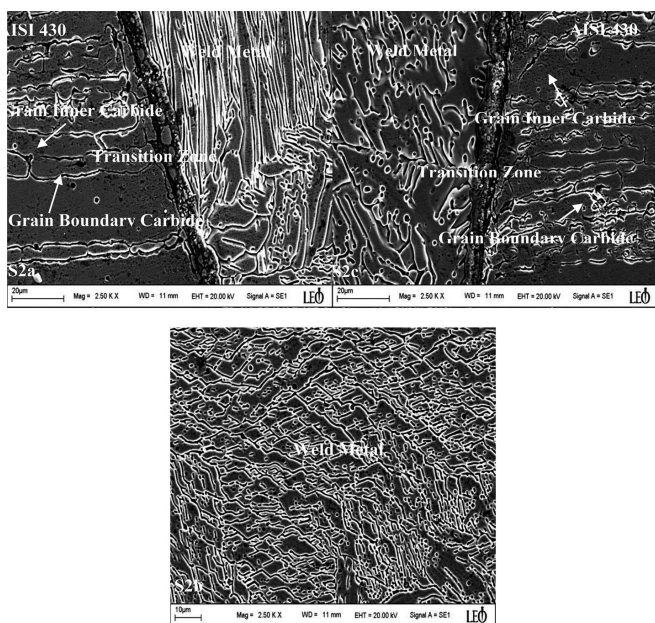 AISI 430
Weld Metal
Grain Inner Carbide
Transition Zone
Grain Boundary Carbide
S2a
20µm
Mag = 2.50 K X
WD = 11 mm
EHT = 20.00 kV
Signal A = SE1
LEO
Weld Metal
AISI 430
Grain Inner Carbide
Transition Zone
Grain Boundary Carbide
S2c
20µm
Mag = 2.50 K X
WD = 11 mm
EHT = 20.00 kV
Signal A = SE1
LEO
Weld Metal
S2b
10µm
Mag = 2.50 K X
WD = 11 mm
EHT = 20.00 kV
Signal A = SE1
LEO